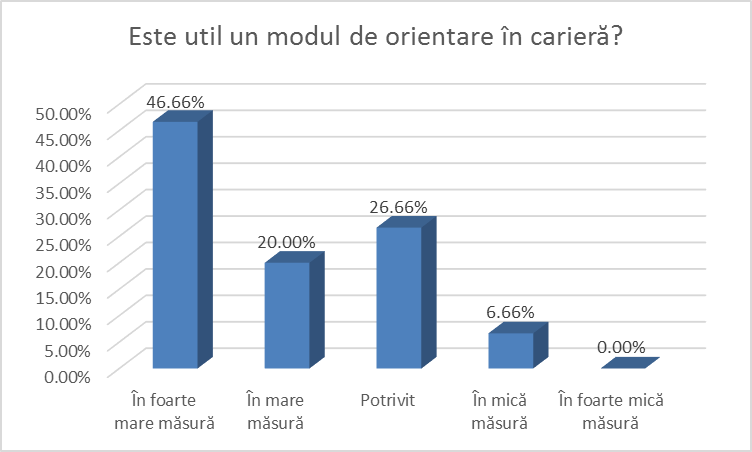 Este util un modul de orientare în carieră?
50.00%
45.00%
40.00%
35.00%
30.00%
25.00%
20.00%
15.00%
10.00%
5.00%
0.00%
46.66%
20.00%
26.66%
6.66%
0.00%
În foarte
mare măsură
În mare
măsură
Potrivit
În mică
măsură
În foarte mică
măsură